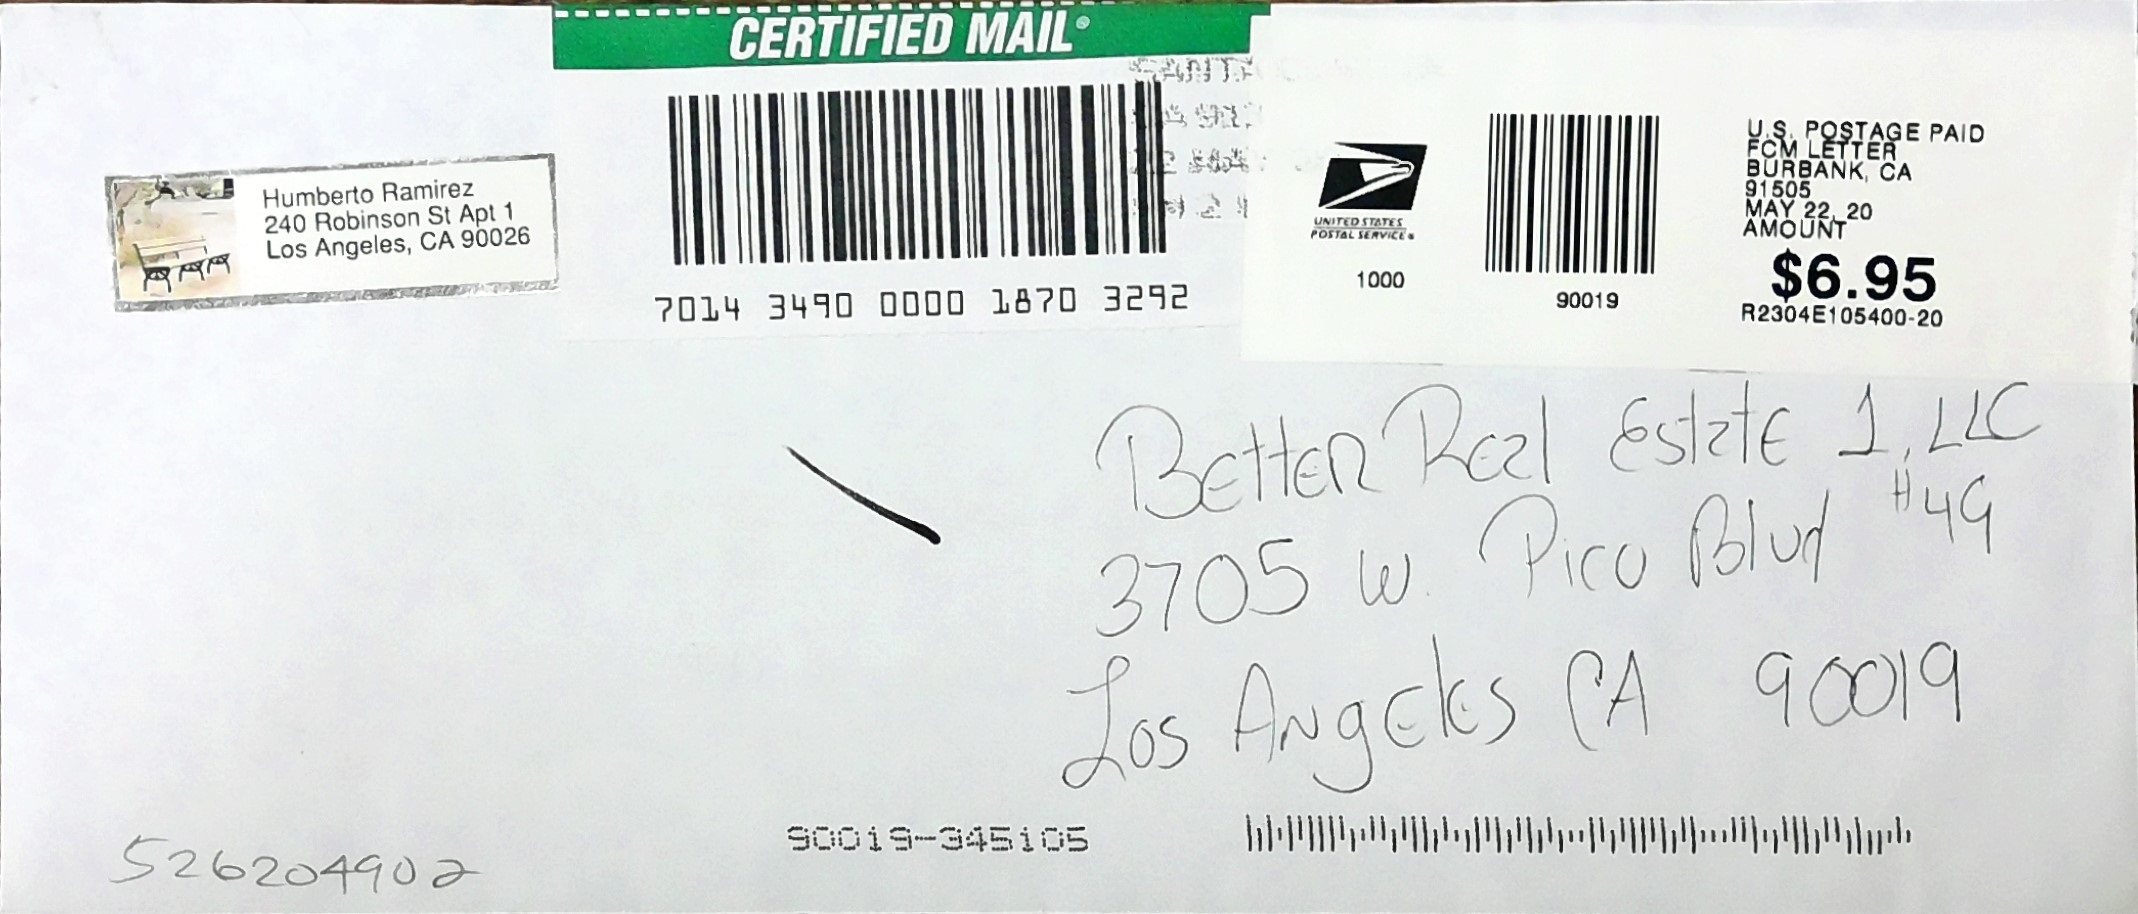 CERTIFIED MAIL®
Humberto Ramirez
240 Robinson St Apt 1
Los Angeles, CA 90026
7014 3490 0000 1870 3292
UNITED STATES
POSTAL SERVICE®
1000
90019
U.S. POSTAGE PAID
FCM LETTER
BURBANK, CA
91505
MAY 22, 20
AMOUNT
$6.95
R2304E105400-20
Better Real Estate 1, LLC
3705 W. Pico Blvd #49
Los Angeles CA 90019
90019-345105
526204902